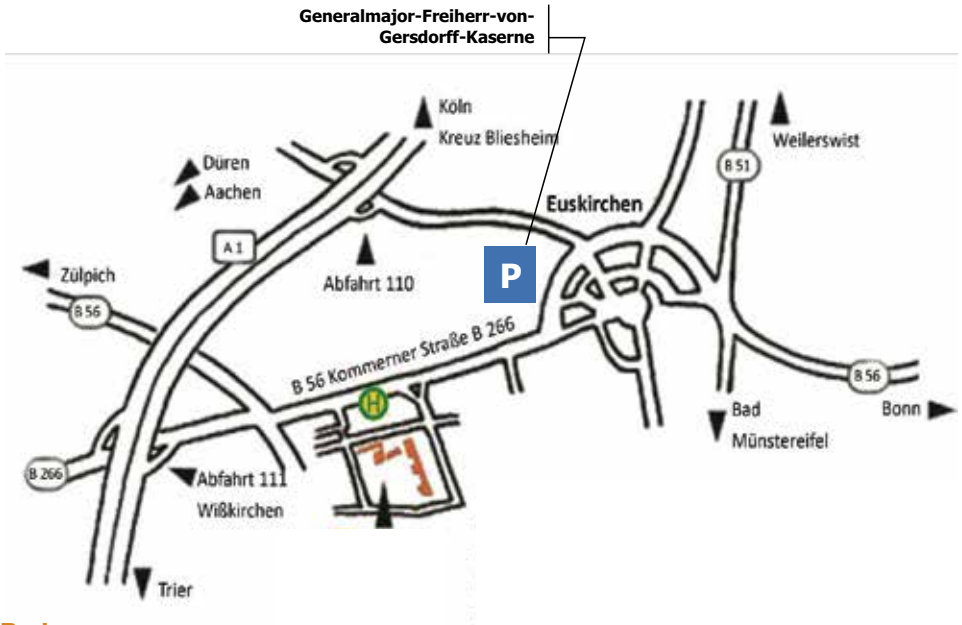 Generalmajor-Freiherr-von-
Gersdorff-Kaserne
Köln
Kreuz Bliesheim
Weilerswist
B 51
Düren
Aachen
Euskirchen
A 1
Abfahrt 110
P
Zülpich
B 56
B 56 Kommerner Straße B 266
H
B 56
Bonn
Bad
Münstereifel
B 266
Abfahrt 111
Wißkirchen
Trier